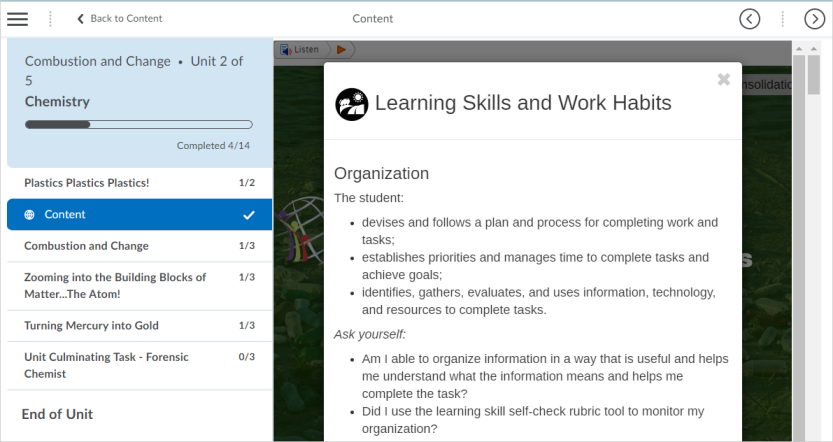 Back to Content
Content
Combustion and Change • Unit 2 of
5
Chemistry
Completed 4/14
Plastics Plastics Plastics! 1/2
Content
Combustion and Change 1/3
Zooming into the Building Blocks of 1/3
Matter...The Atom!
Turning Mercury into Gold 1/3
Unit Culminating Task - Forensic 0/3
Chemist
End of Unit
Listen
Learning Skills and Work Habits
Organization
The student:
• devises and follows a plan and process for completing work and
tasks;
• establishes priorities and manages time to complete tasks and
achieve goals;
• identifies, gathers, evaluates, and uses information, technology,
and resources to complete tasks.
Ask yourself:
• Am I able to organize information in a way that is useful and helps
me understand what the information means and helps me
complete the task?
• Did I use the learning skill self-check rubric tool to monitor my
organization?